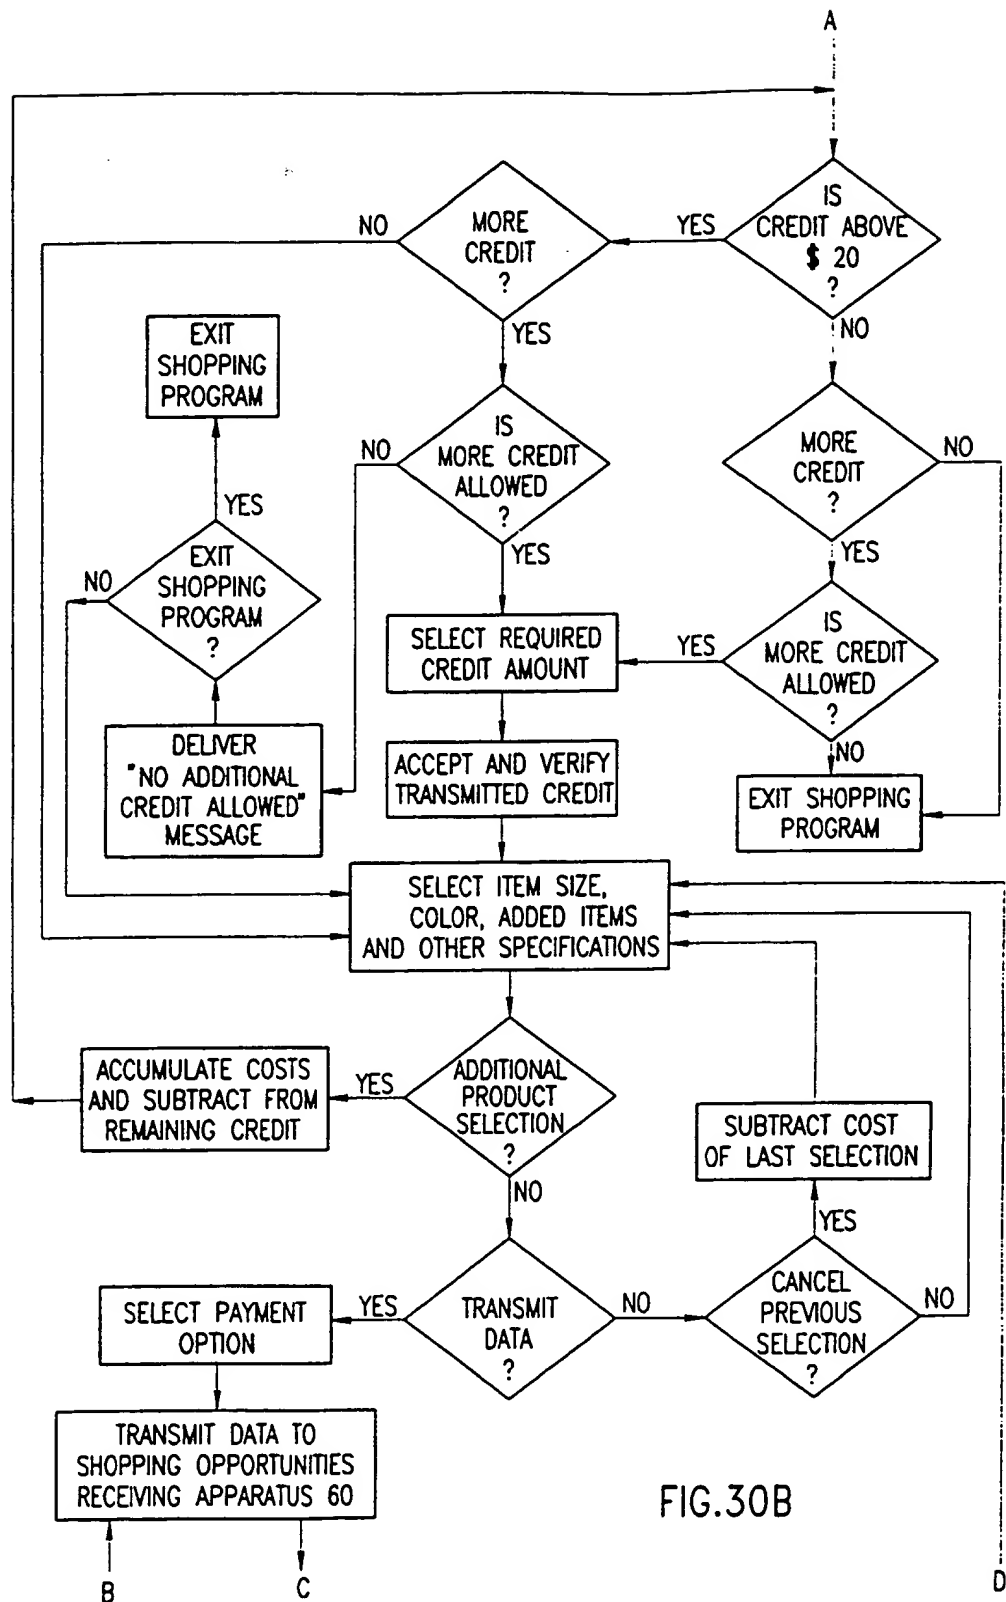 A
IS
CREDIT ABOVE
$ 20
?
YES
NO
MORE
CREDIT
?
NO
YES
EXIT
SHOPPING
PROGRAM
IS
MORE CREDIT
ALLOWED
?
NO
YES
MORE
CREDIT
?
NO
YES
YES
EXIT
SHOPPING
PROGRAM
?
NO
SELECT REQUIRED
CREDIT AMOUNT
YES
IS
MORE CREDIT
ALLOWED
?
NO
DELIVER
"NO ADDITIONAL
CREDIT ALLOWED"
MESSAGE
ACCEPT AND VERIFY
TRANSMITTED CREDIT
EXIT SHOPPING
PROGRAM
SELECT ITEM SIZE,
COLOR, ADDED ITEMS
AND OTHER SPECIFICATIONS
ACCUMULATE COSTS
AND SUBTRACT FROM
REMAINING CREDIT
YES
ADDITIONAL
PRODUCT
SELECTION
?
NO
SUBTRACT COST
OF LAST SELECTION
YES
SELECT PAYMENT
OPTION
YES
TRANSMIT
DATA
?
NO
CANCEL
PREVIOUS
SELECTION
?
NO
TRANSMIT DATA TO
SHOPPING OPPORTUNITIES
RECEIVING APPARATUS 60
FIG.30B
B
C
D